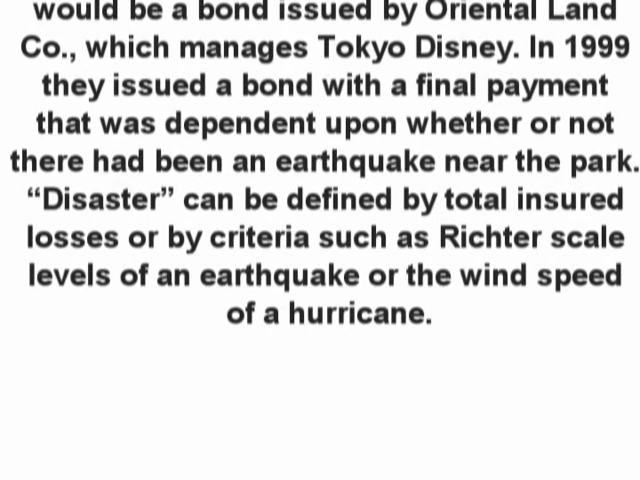 would be a bond issued by Oriental Land
Co., which manages Tokyo Disney. In 1999
they issued a bond with a final payment
that was dependent upon whether or not
there had been an earthquake near the park.
“Disaster” can be defined by total insured
losses or by criteria such as Richter scale
levels of an earthquake or the wind speed
of a hurricane.